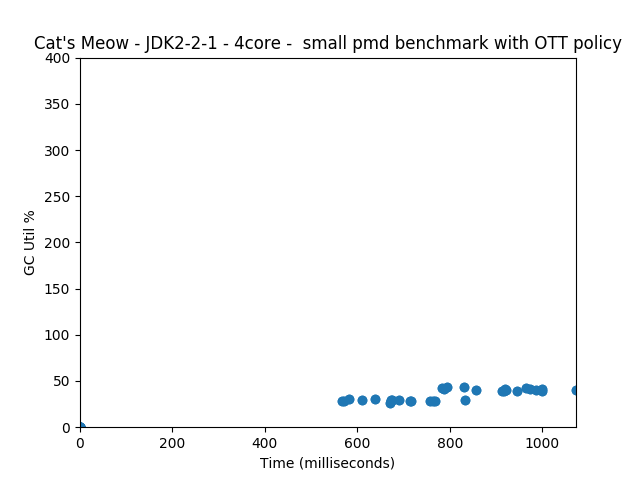 Cat's Meow - JDK2-2-1 - 4core -  small pmd benchmark with OTT policy
400
350
300
250
200
150
100
50
0
GC Util %
0 200 400 600 800 1000
Time (milliseconds)